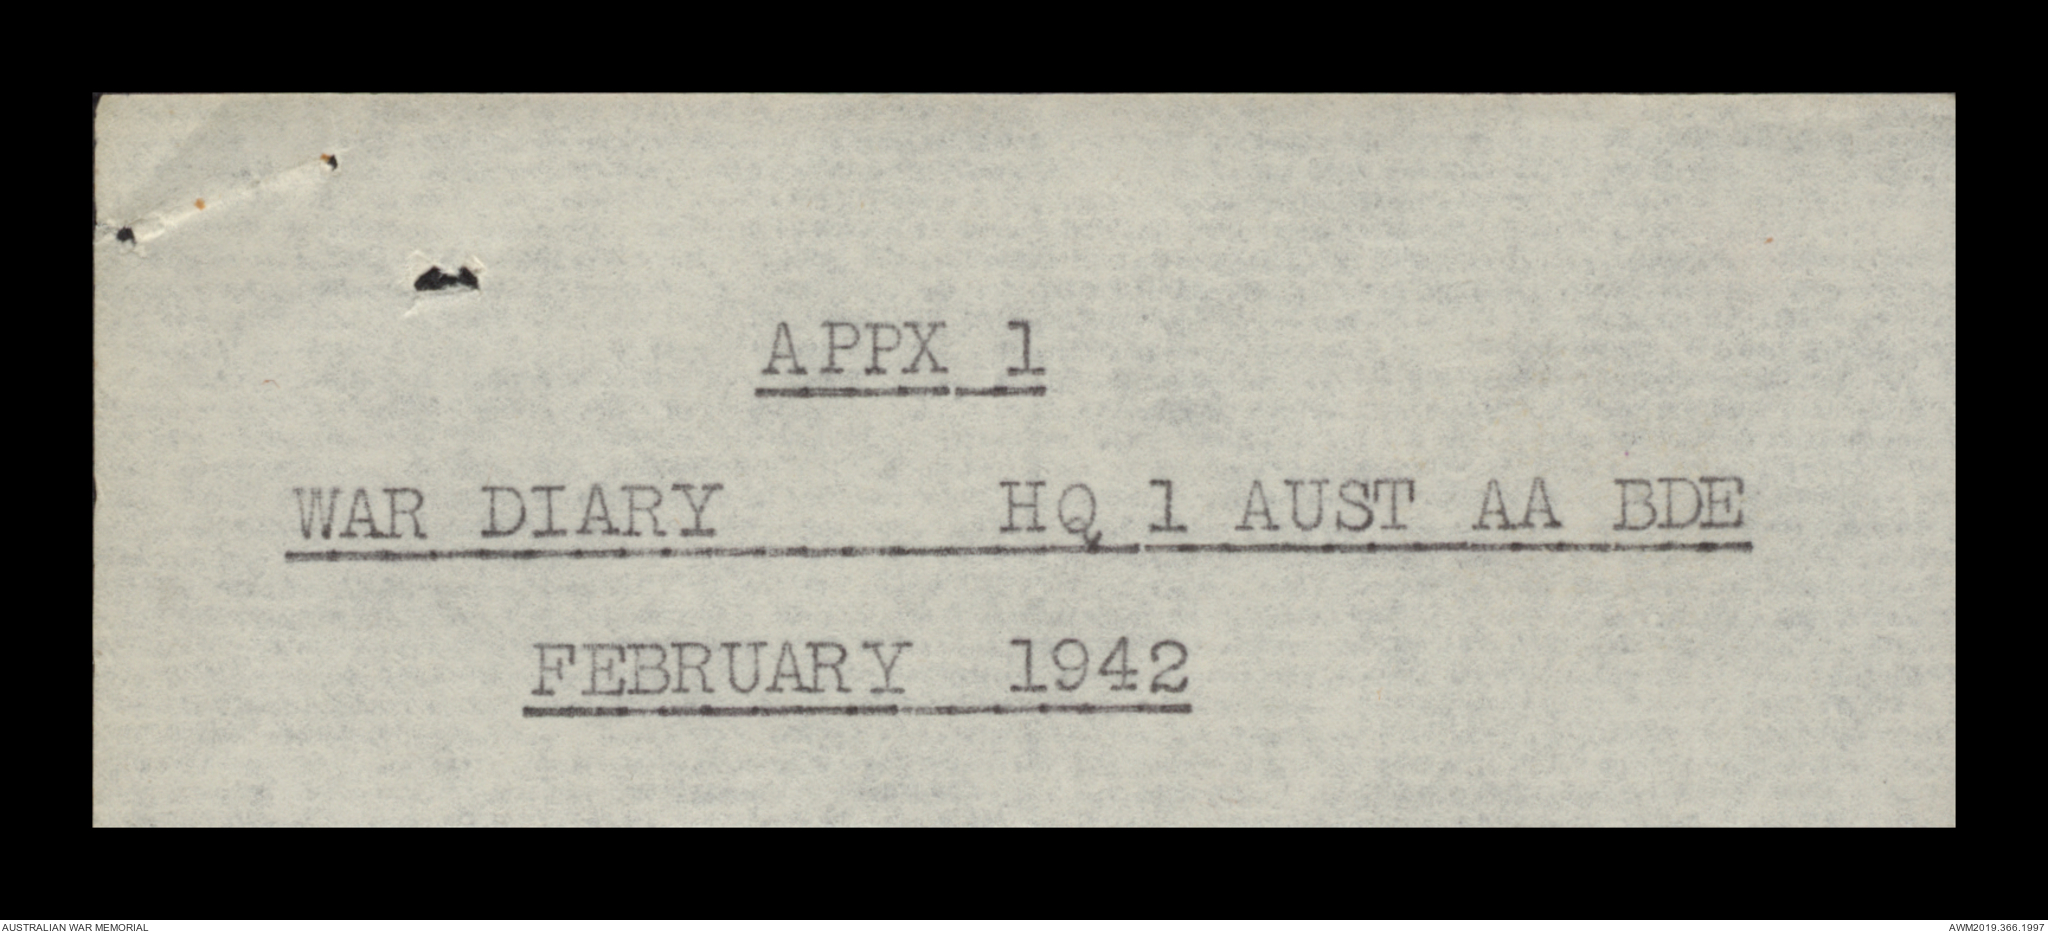 APPX 1
WAR DIARY HQ 1 AUST AA BDE
FEBRUARY 1942
AUSTRALIAN WAR MEMORIAL AWM2019.366.1997